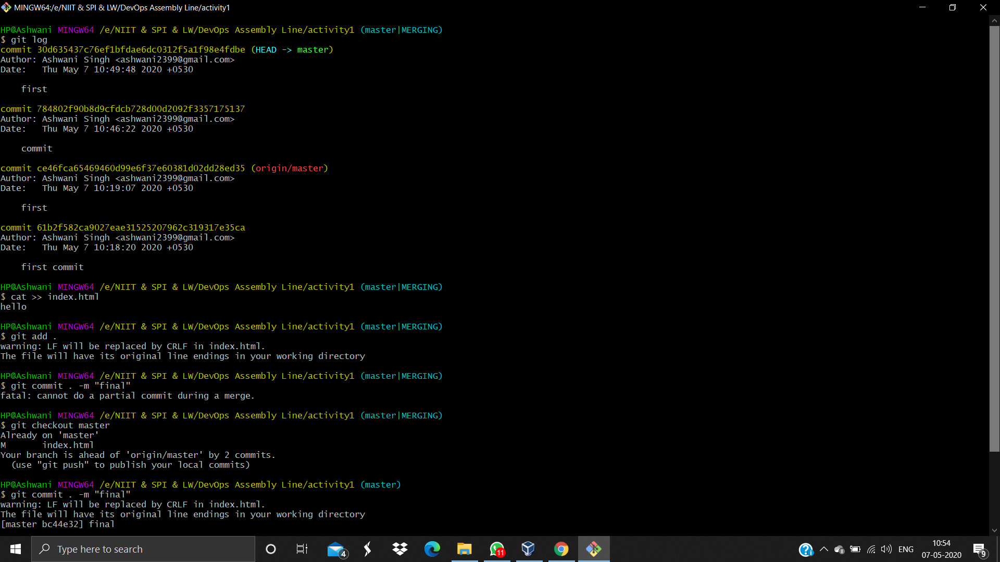 MINGW64:/e/NIIT & SPI & LW/DevOps Assembly Line/activity1
HP@Ashwani MINGW64 /e/NIIT & SPI & LW/DevOps Assembly Line/activity1 (master|MERGING)
$ git log
commit 30d635437c76ef1bfdae6dc0312f5a1f98e4fdbe (HEAD -> master)
Author: Ashwani Singh <ashwani2399@gmail.com>
Date:   Thu May 7 10:49:48 2020 +0530
first
commit 784802f90b8d9cfdcb728d00d2092f3357175137
Author: Ashwani Singh <ashwani2399@gmail.com>
Date:   Thu May 7 10:46:22 2020 +0530
commit
commit ce46fca65469460d99e6f37e60381d02dd28ed35 (origin/master)
Author: Ashwani Singh <ashwani2399@gmail.com>
Date:   Thu May 7 10:19:07 2020 +0530
first
commit 61b2f582ca9027eae31525207962c319317e35ca
Author: Ashwani Singh <ashwani2399@gmail.com>
Date:   Thu May 7 10:18:20 2020 +0530
first commit
HP@Ashwani MINGW64 /e/NIIT & SPI & LW/DevOps Assembly Line/activity1 (master|MERGING)
$ cat >> index.html
hello
HP@Ashwani MINGW64 /e/NIIT & SPI & LW/DevOps Assembly Line/activity1 (master|MERGING)
$ git add .
warning: LF will be replaced by CRLF in index.html.
The file will have its original line endings in your working directory
HP@Ashwani MINGW64 /e/NIIT & SPI & LW/DevOps Assembly Line/activity1 (master|MERGING)
$ git commit . -m "final"
fatal: cannot do a partial commit during a merge.
HP@Ashwani MINGW64 /e/NIIT & SPI & LW/DevOps Assembly Line/activity1 (master|MERGING)
$ git checkout master
Already on 'master'
M       index.html
Your branch is ahead of 'origin/master' by 2 commits.
(use "git push" to publish your local commits)
HP@Ashwani MINGW64 /e/NIIT & SPI & LW/DevOps Assembly Line/activity1 (master)
$ git commit . -m "final"
warning: LF will be replaced by CRLF in index.html.
The file will have its original line endings in your working directory
[master bc44e32] final
Type here to search
4
11
ENG
10:54
07-05-2020
9